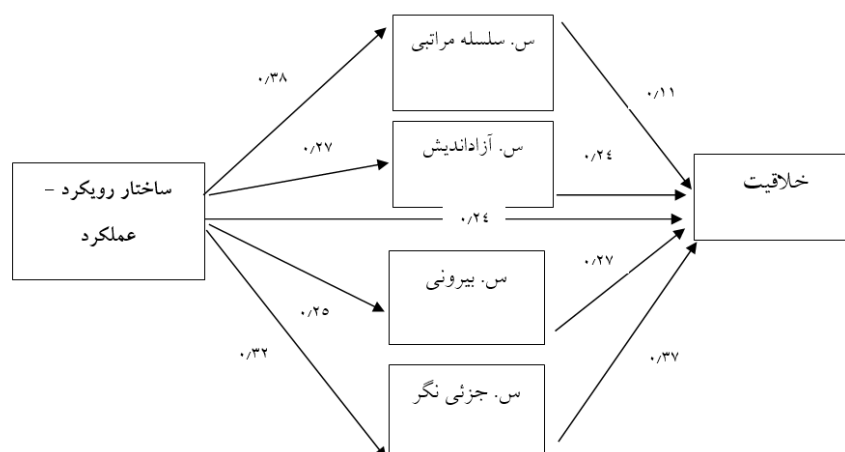 س. سلسله مراتبی
۰٫۳۸
۰٫۱۱
س. آزاداندیش
۰٫۲۷
۰٫۲٤
ساختار رویکرد –
عملکرد
خلاقیت
۰٫۲٤
س. بیرونی
۰٫۲۷
۰٫۲٥
۰٫۳۲
۰٫۳۷
س. جزئی نگر